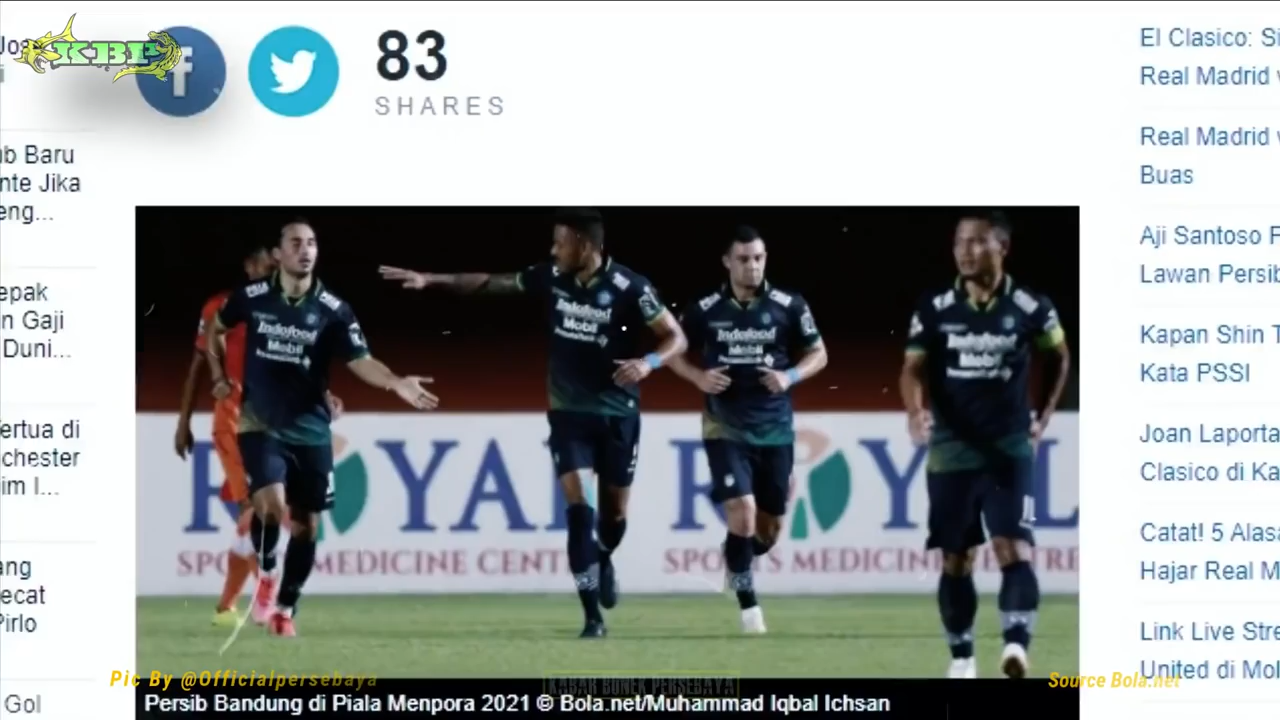 KBP
f
83
SHARES
ub Baru
nte Jika
eng...
epak
n Gaji
Duni...
ertua di
chester
im I...
ang
ecat
Pirlo
Gol
El Clasico: Si
Real Madrid v
Real Madrid v
Buas
Aji Santoso F
Lawan Persib
Kapan Shin T
Kata PSSI
Joan Laporta
Clasico di Ka
Catat! 5 Alasa
Hajar Real M
Link Live Stre
United di Mol
Indofood
Mobil
Indofood
Mobil
Indofood
Mobil
Indofood
Mobil
ROYAL
ROYAL
SPORTS MEDICINE CENT
SPORTS MEDICINE CENTRE
Pic By @Officialpersebaya
KABAR BONEK PERSEBAYA
Source Bola.net
Persib Bandung di Piala Menpora 2021 © Bola.net/Muhammad Iqbal Ichsan